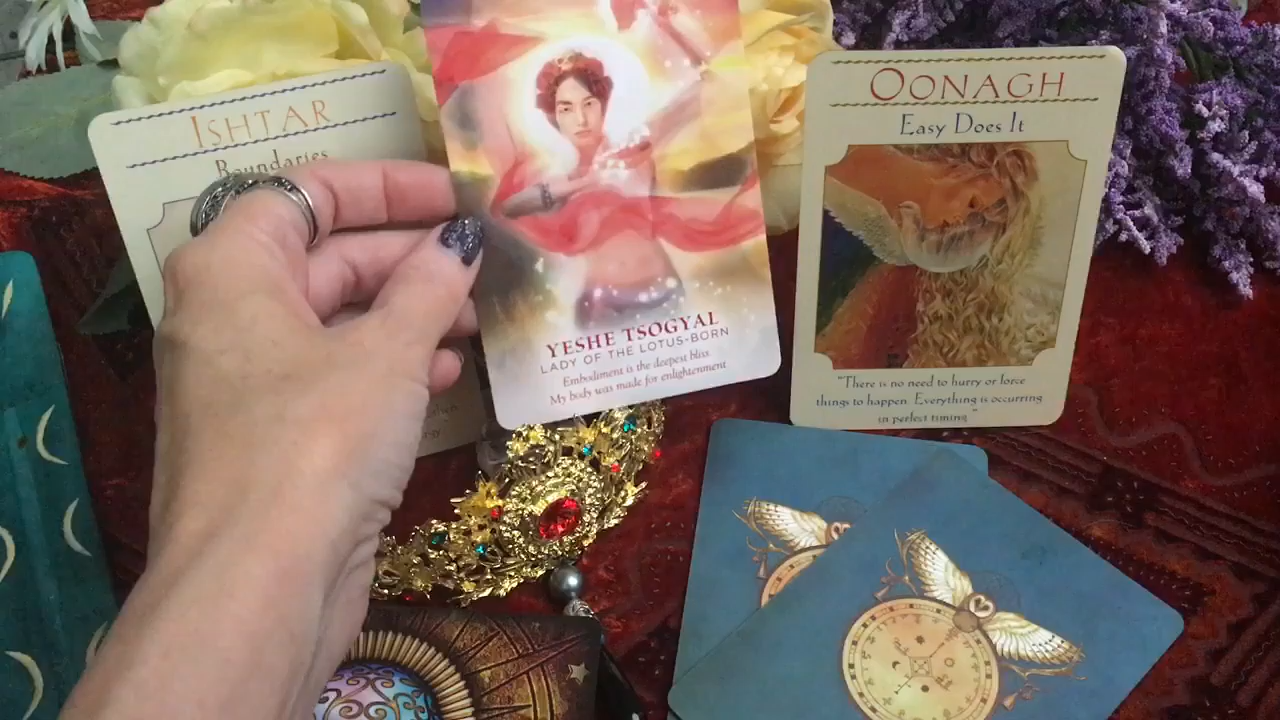 ISHTAR
Boundaries
YESHE TSOGYAL
LADY OF THE LOTUS-BORN
Embodiment is the deepest bliss
My body was made for enlightenment
OONAGH
Easy Does It
"There is no need to hurry or force
things to happen. Everything is occurring
in perfect timing."